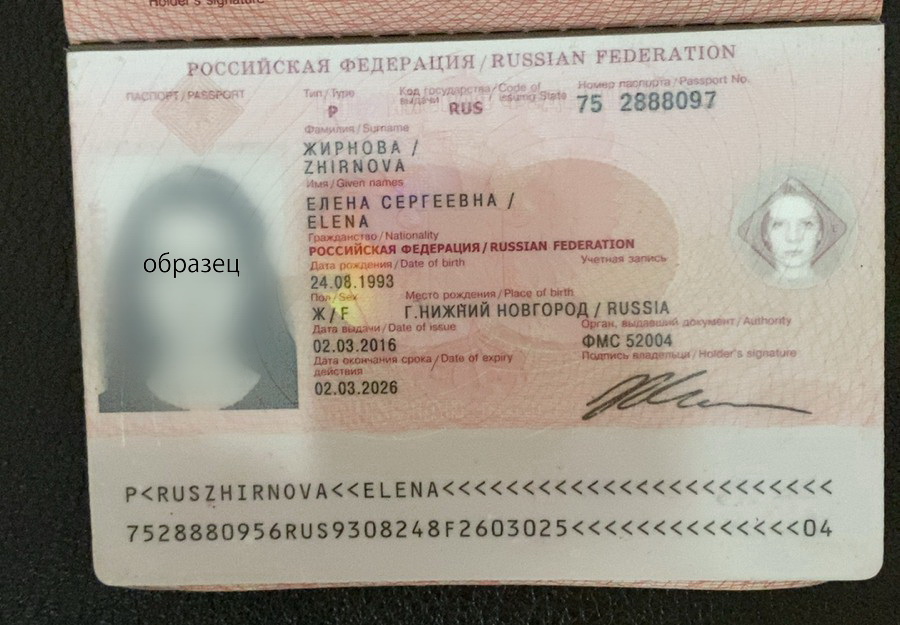 Holder's signature
РОССИЙСКАЯ ФЕДЕРАЦИЯ / RUSSIAN FEDERATION
ПАСПОРТ / PASSPORT
Тип / Type
Код государства / Code of
выдачи issuing State
Номер паспорта / Passport No.
P
RUS
75 2888097
Фамилия / Surname
ЖИРНОВА /
ZHIRNOVA
Имя / Given names
ЕЛЕНА СЕРГЕЕВНА /
ELENA
Гражданство / Nationality
РОССИЙСКАЯ ФЕДЕРАЦИЯ / RUSSIAN FEDERATION
Дата рождения / Date of birth
Учетная запись
24.08.1993
Пол / Sex
Место рождения / Place of birth
Ж / F
Г.НИЖНИЙ НОВГОРОД / RUSSIA
Дата выдачи / Date of issue
Орган, выдавший документ / Authority
02.03.2016
ФМС 52004
Дата окончания срока / Date of expiry
действия
Подпись владельца / Holder's signature
02.03.2026
образец
P<RUSZHIRNOVA<<ELENA<<<<<<<<<<<<<<<<<<<<<<<<
7528880956RUS9308248F2603025<<<<<<<<<<<<<<04